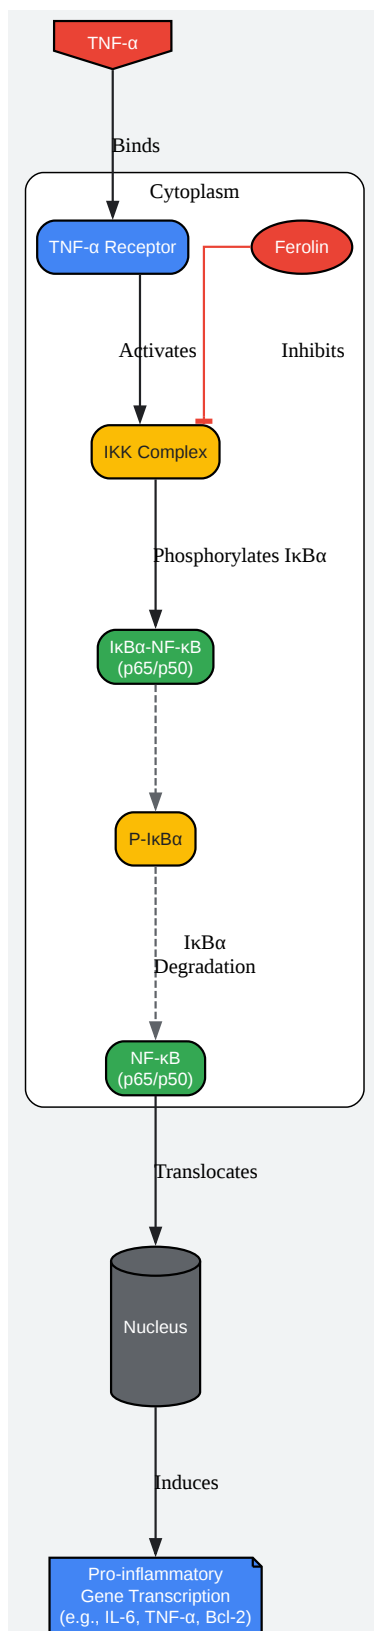 TNF-α
Binds
Cytoplasm
TNF-α Receptor
Ferolin
Activates
Inhibits
IKK Complex
Phosphorylates IκBα
IκBα-NF-κB
(p65/p50)
P-IκBα
IκBα
Degradation
NF-κB
(p65/p50)
Translocates
Nucleus
Induces
Pro-inflammatory
Gene Transcription
(e.g., IL-6, TNF-α, Bcl-2)